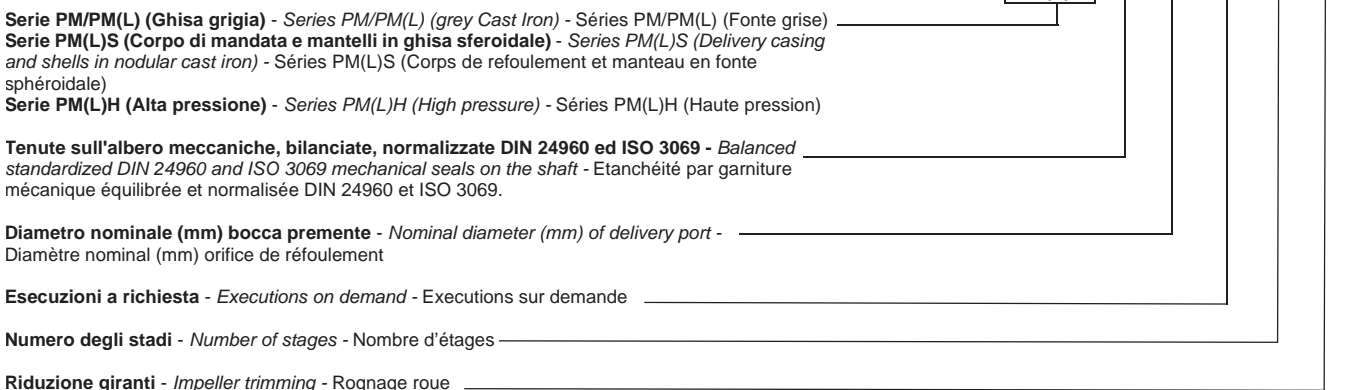 Serie PM/PM(L) (Ghisa grigia) - Series PM/PM(L) (grey Cast Iron) - Séries PM/PM(L) (Fonte grise)
Serie PM(L)S (Corpo di mandata e mantelli in ghisa sferoidale) - Series PM(L)S (Delivery casing
and shells in nodular cast iron) - Séries PM(L)S (Corps de refoulement et manteau en fonte
sphéroidale)
Serie PM(L)H (Alta pressione) - Series PM(L)H (High pressure) - Séries PM(L)H (Haute pression)
Tenute sull'albero meccaniche, bilanciate, normalizzate DIN 24960 ed ISO 3069 - Balanced
standardized DIN 24960 and ISO 3069 mechanical seals on the shaft - Etanchéité par garniture
mécanique équilibrée et normalisée DIN 24960 et ISO 3069.
Diametro nominale (mm) bocca premente - Nominal diameter (mm) of delivery port -
Diamètre nominal (mm) orifice de réfoulement
Esecuzioni a richiesta - Executions on demand - Executions sur demande
Numero degli stadi - Number of stages - Nombre d'étages
Riduzione giranti - Impeller trimming - Rognage roue